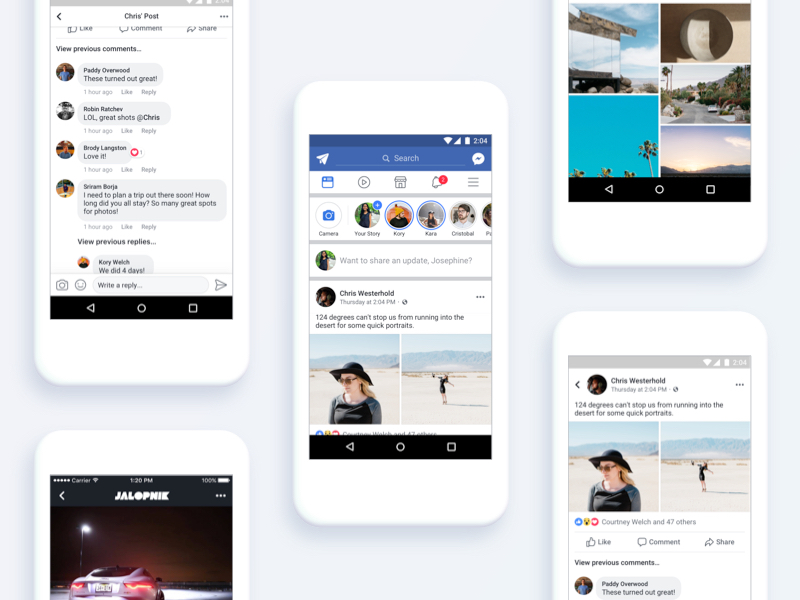 2:04
Chris' Post
Like Comment Share
View previous comments...
Paddy Overwood
These turned out great!
1 hour ago Like Reply
Robin Ratchev
LOL, great shots @Chris
1 hour ago Like Reply
Brody Langston
Love it!
1
1 hour ago Like Reply
Sriram Borja
I need to plan a trip out there soon! How
long did you all stay? So many great spots
for photos!
1 hour ago Like Reply
View previous replies...
Kory Welch
We did 4 days!
Write a reply...
Carrier 1:20 PM 100%
JALOPNIK
2:04
Search
2
Camera Your Story Kory Kara Cristobal
Want to share an update, Josephine?
Chris Westerhold
Thursday at 2:04 PM
124 degrees can't stop us from running into the
desert for some quick portraits.
Courtney Welch and 47 others
2:04
Chris Westerhold
Thursday at 2:04 PM
124 degrees can't stop us from running into the
desert for some quick portraits.
Courtney Welch and 47 others
Like Comment Share
View previous comments...
Paddy Overwood
These turned out great!